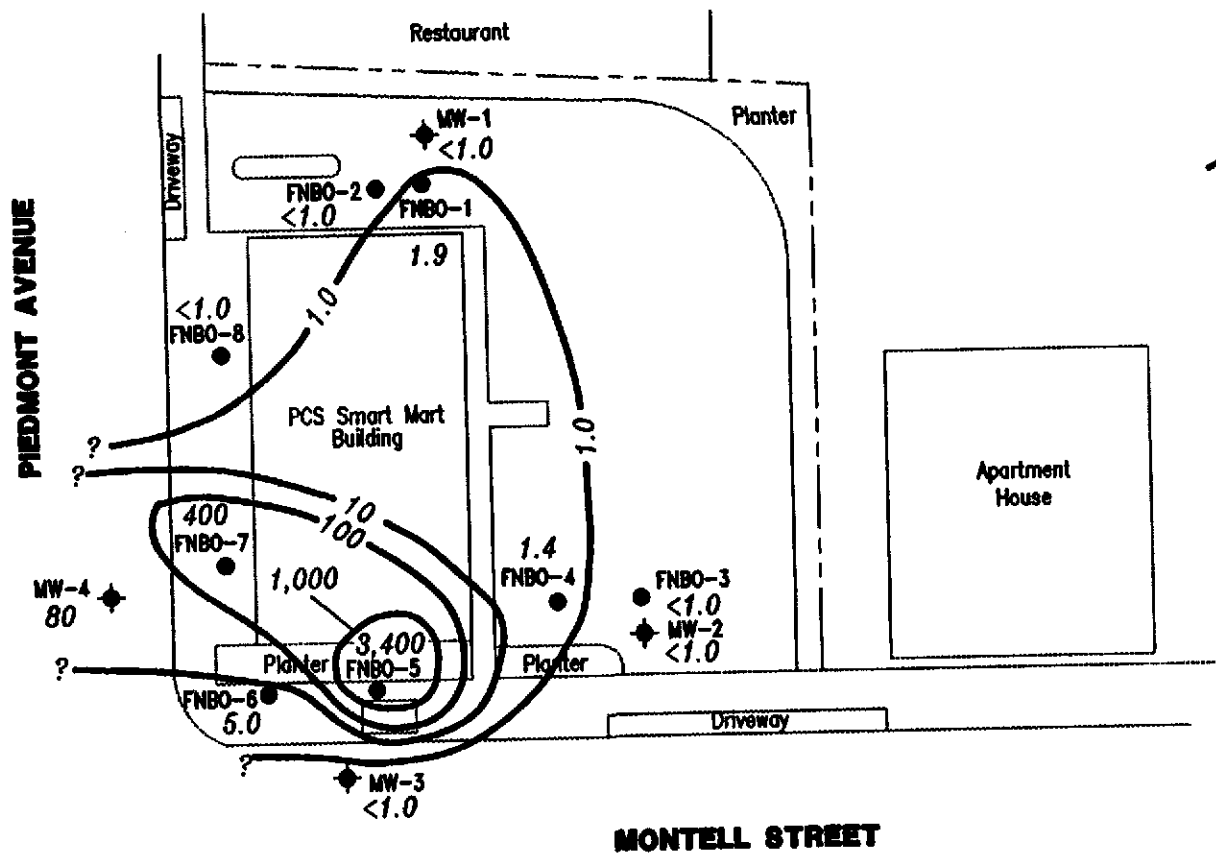 Restaurant
Planter
MW-1
<1.0
Driveway
FNBO-2
<1.0
FNBO-1
1.9
PIEDMONT AVENUE
<1.0
FNBO-8
1.0
PCS Smart Mart
Building
1.0
?
?
10
100
400
FNBO-7
1,000
1.4
FNBO-4
FNBO-3
<1.0
MW-2
<1.0
Apartment
House
MW-4
80
3,400
?
Planter
FNBO-5
Planter
FNBO-6
5.0
Driveway
?
MW-3
<1.0
MONTELL STREET